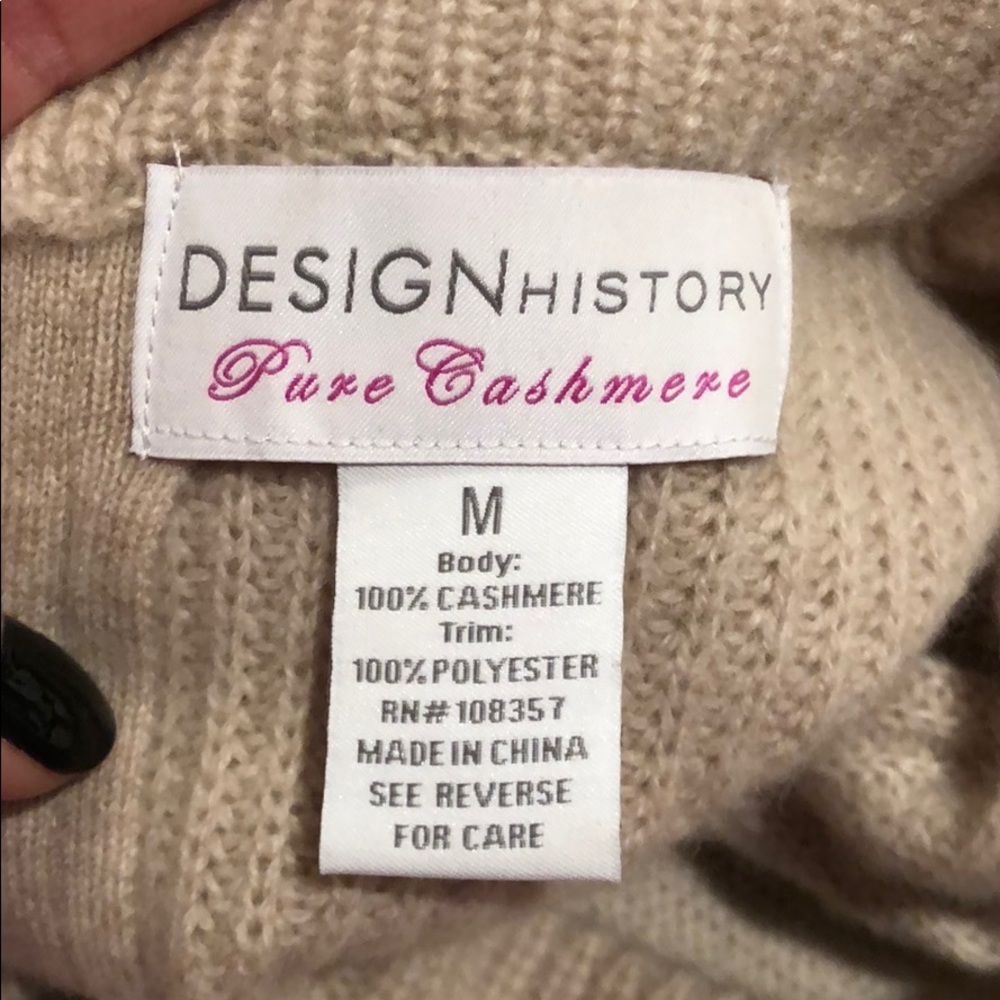 DESIGNHISTORY
Pure Cashmere
M
Body:
100% CASHMERE
Trim:
100% POLYESTER
RN#108357
MADE IN CHINA
SEE REVERSE
FOR CARE